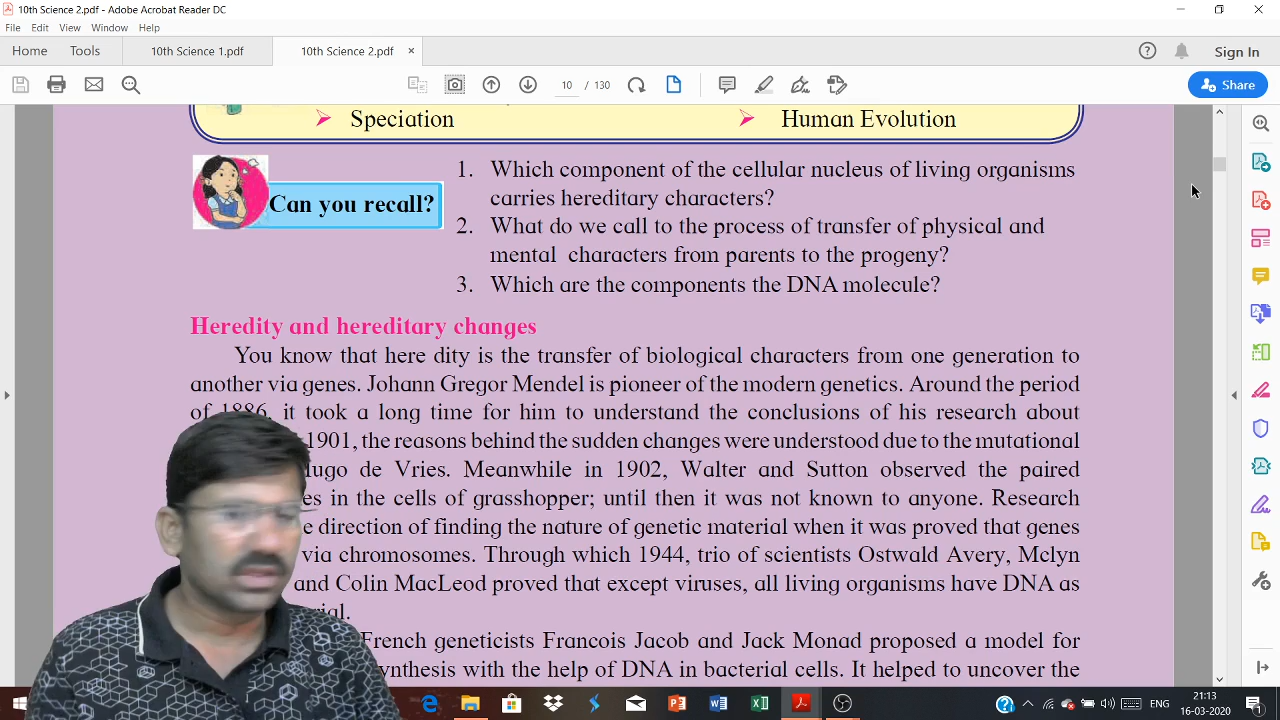 10th Science 2.pdf - Adobe Acrobat Reader DC
File Edit View Window Help
Home Tools 10th Science 1.pdf 10th Science 2.pdf × Sign In
10 / 130 Share
Speciation Human Evolution
Can you recall?
1. Which component of the cellular nucleus of living organisms
carries hereditary characters?
2. What do we call to the process of transfer of physical and
mental characters from parents to the progeny?
3. Which are the components the DNA molecule?
Heredity and hereditary changes
You know that here dity is the transfer of biological characters from one generation to
another via genes. Johann Gregor Mendel is pioneer of the modern genetics. Around the period
of 1886, it took a long time for him to understand the conclusions of his research about
1901, the reasons behind the sudden changes were understood due to the mutational
Hugo de Vries. Meanwhile in 1902, Walter and Sutton observed the paired
es in the cells of grasshopper; until then it was not known to anyone. Research
e direction of finding the nature of genetic material when it was proved that genes
via chromosomes. Through which 1944, trio of scientists Ostwald Avery, Mclyn
and Colin MacLeod proved that except viruses, all living organisms have DNA as
rial.
French geneticists Francois Jacob and Jack Monad proposed a model for
synthesis with the help of DNA in bacterial cells. It helped to uncover the
ENG
21:13
16-03-2020